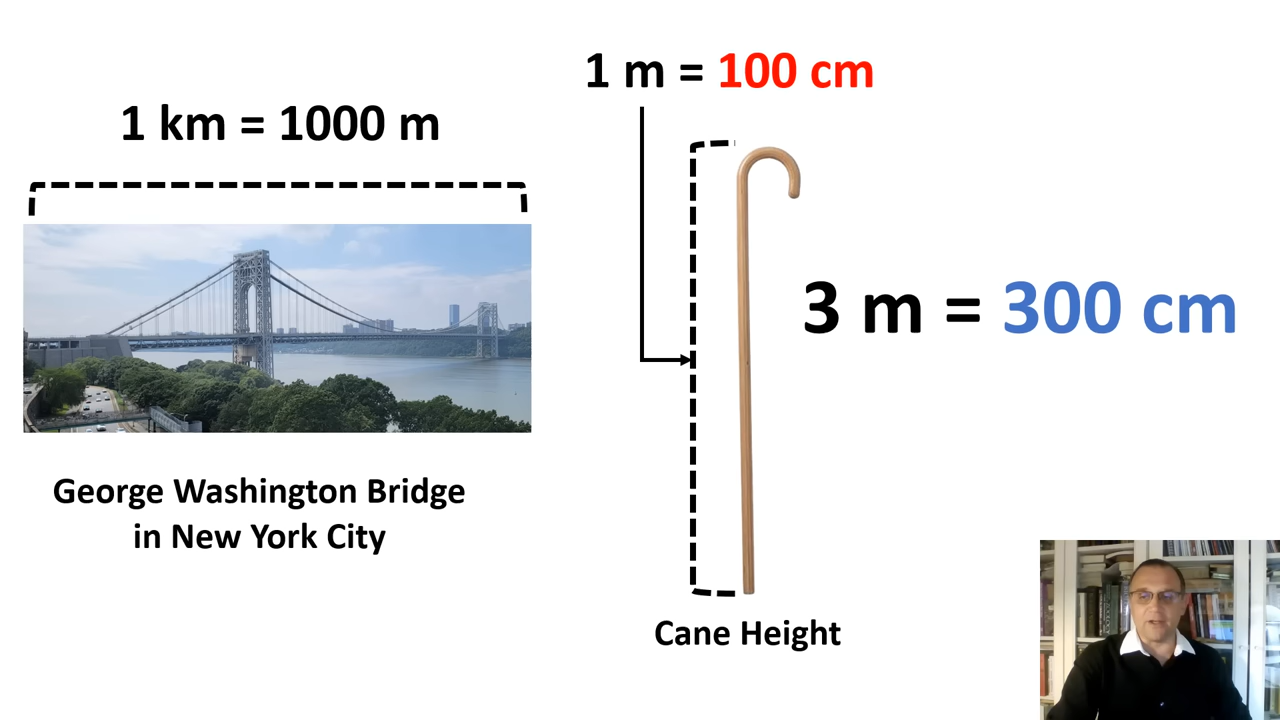 1 km = 1000 m
George Washington Bridge
in New York City
1 m = 100 cm
3 m = 300 cm
Cane Height